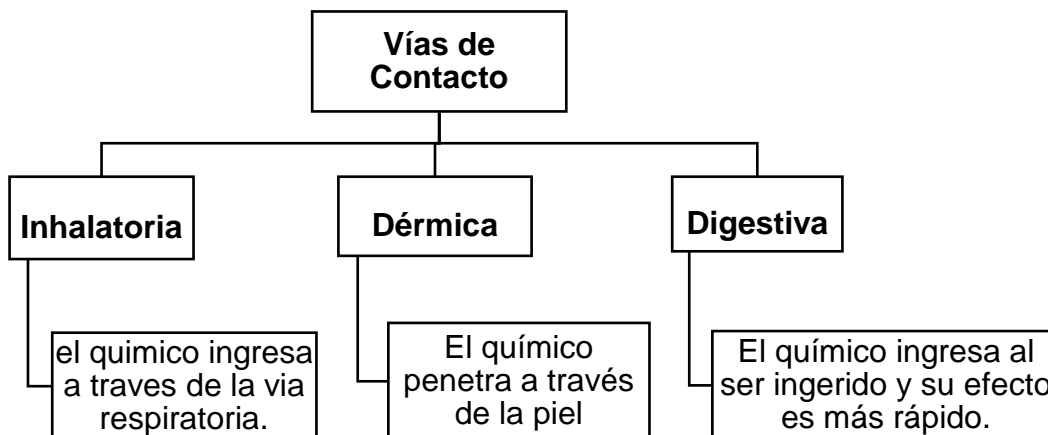 Vías de
Contacto
Inhalatoria
Dérmica
Digestiva
el quimico ingresa
a traves de la via
respiratoria.
El químico
penetra a través
de la piel
El químico ingresa al
ser ingerido y su efecto
es más rápido.